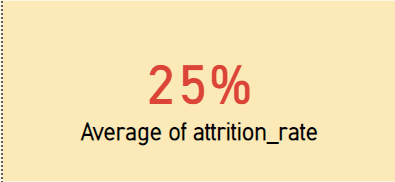 25%
Average of attrition_rate